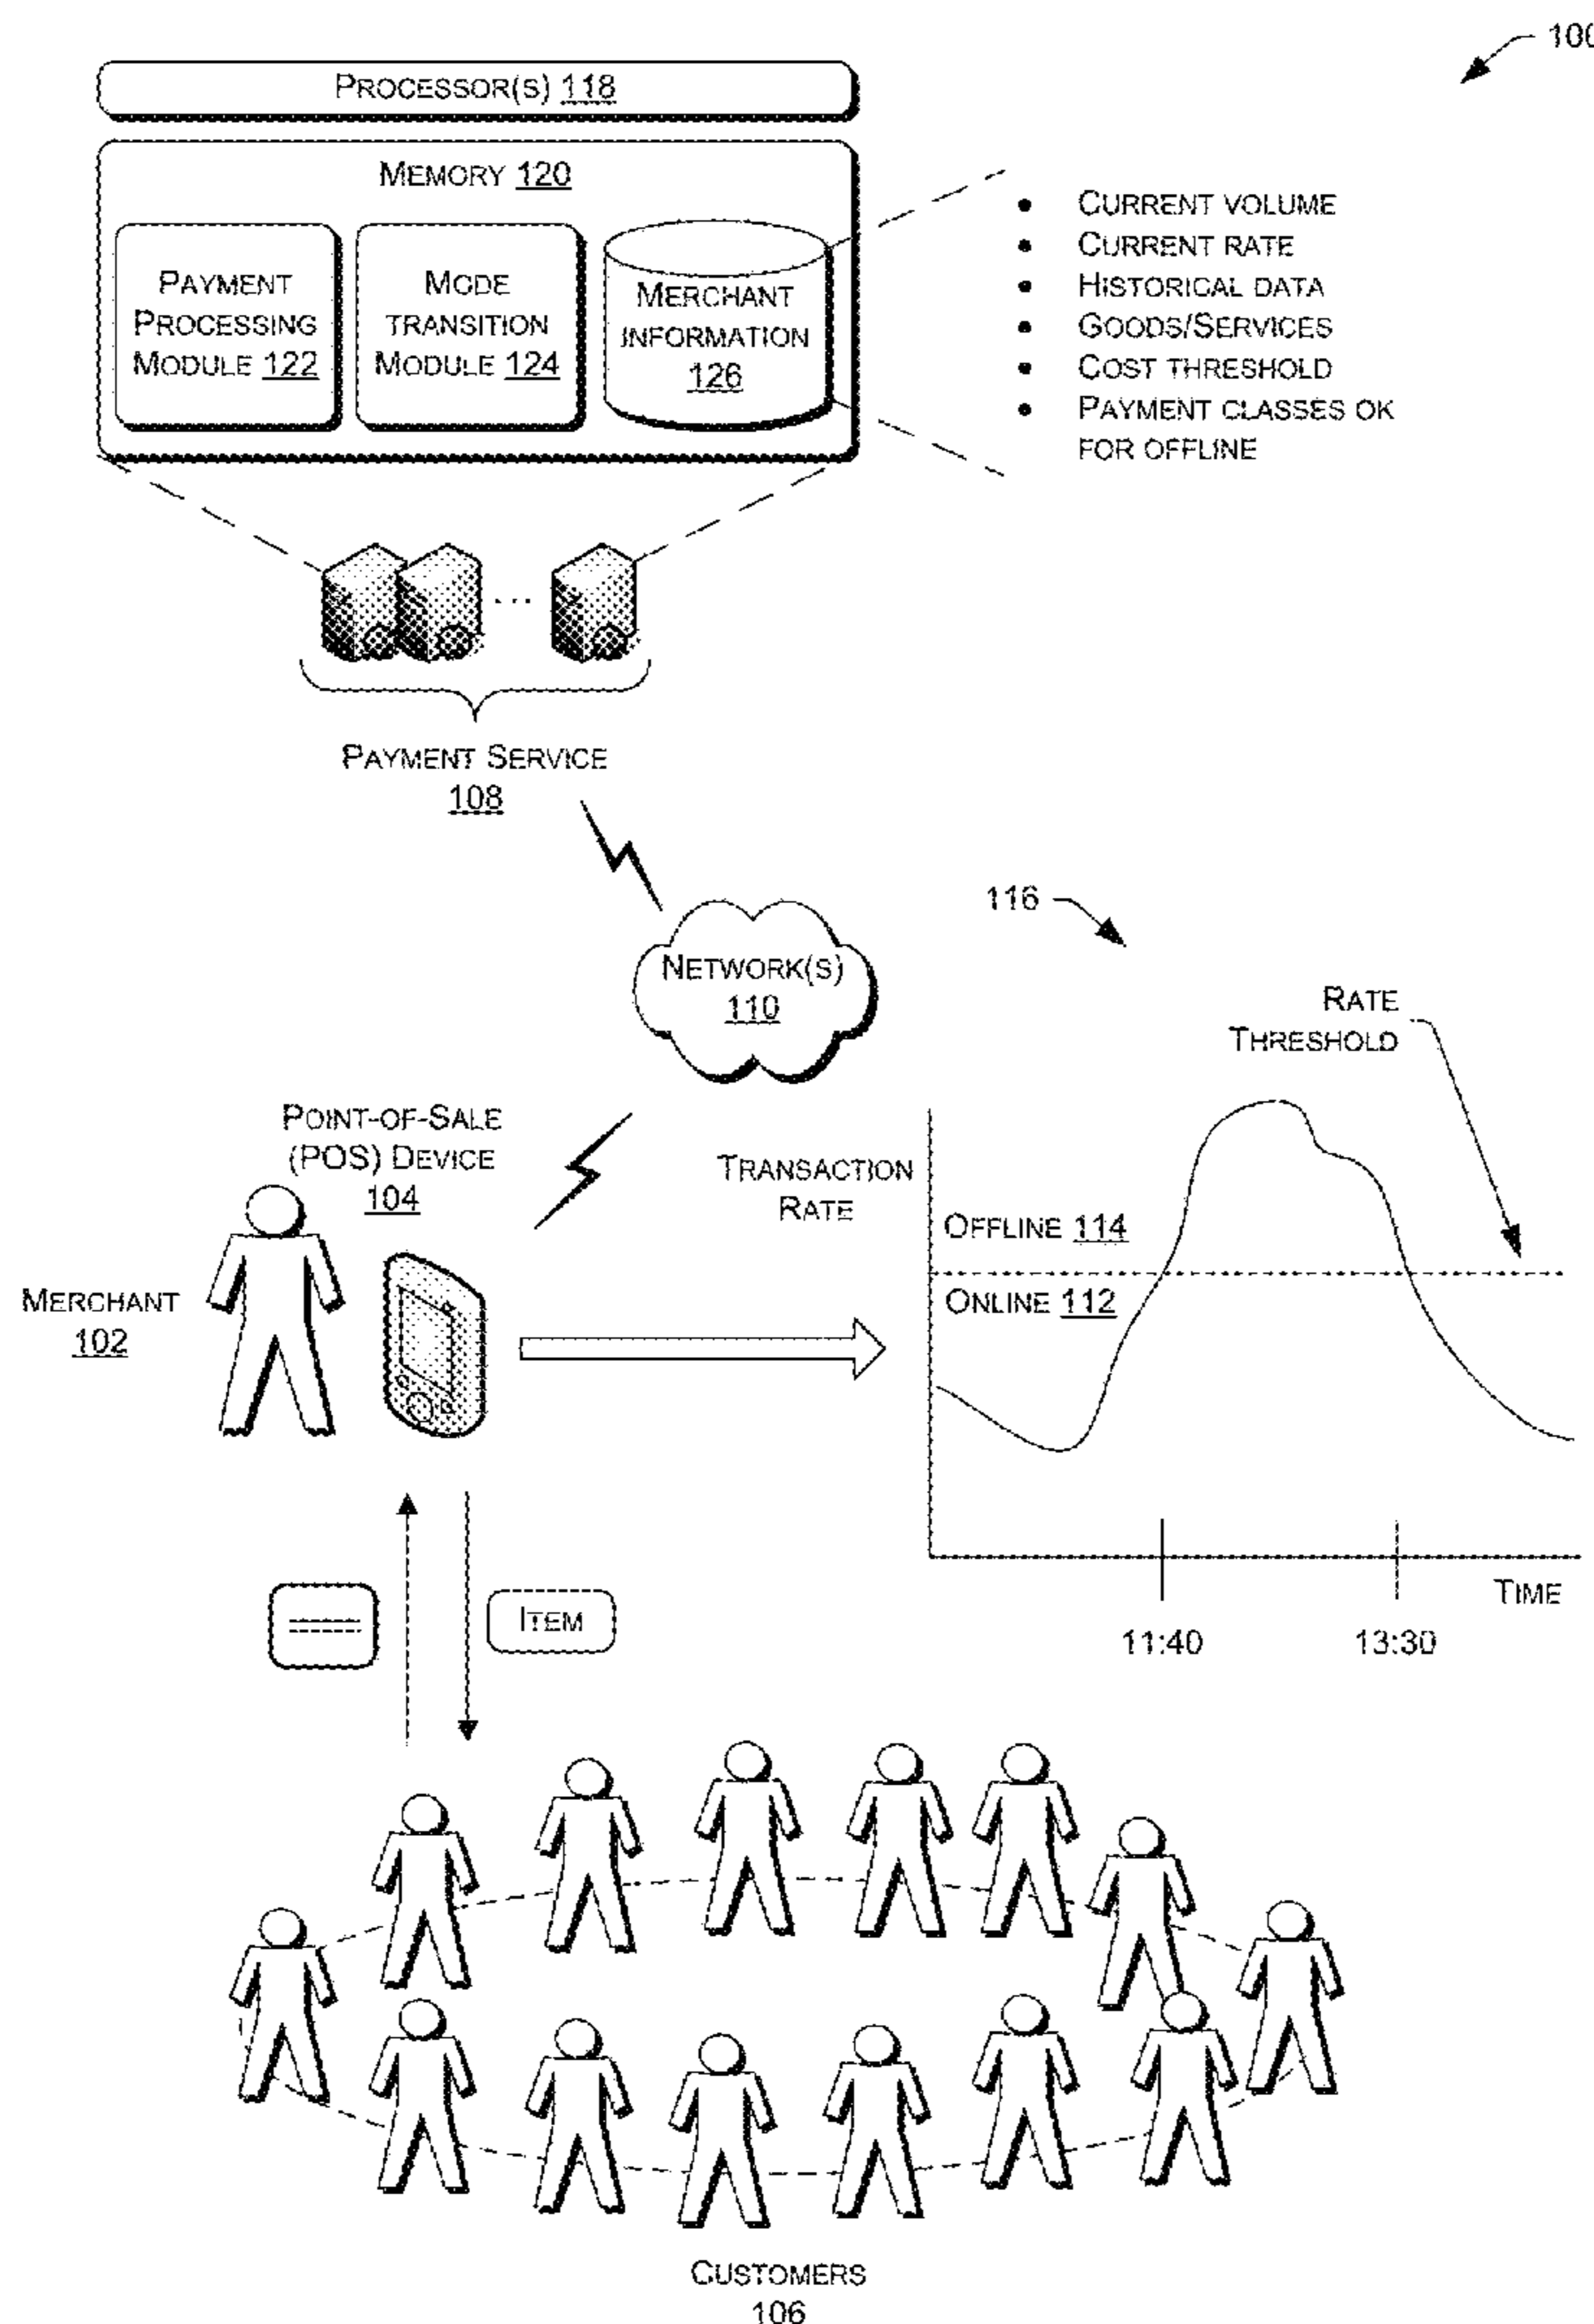 100
PROCESSOR(S) 118
MEMORY 120
PAYMENT
PROCESSING
MODULE 122
MODE
TRANSITION
MODULE 124
MERCHANT
INFORMATION
126
• CURRENT VOLUME
• CURRENT RATE
• HISTORICAL DATA
• GOODS/SERVICES
• COST THRESHOLD
• PAYMENT CLASSES OK
FOR OFFLINE
...
PAYMENT SERVICE
108
NETWORK(S)
110
116
RATE
THRESHOLD
POINT-OF-SALE
(POS) DEVICE
104
MERCHANT
102
TRANSACTION
RATE
OFFLINE 114
ONLINE 112
TIME
11:40
13:30
ITEM
CUSTOMERS
106